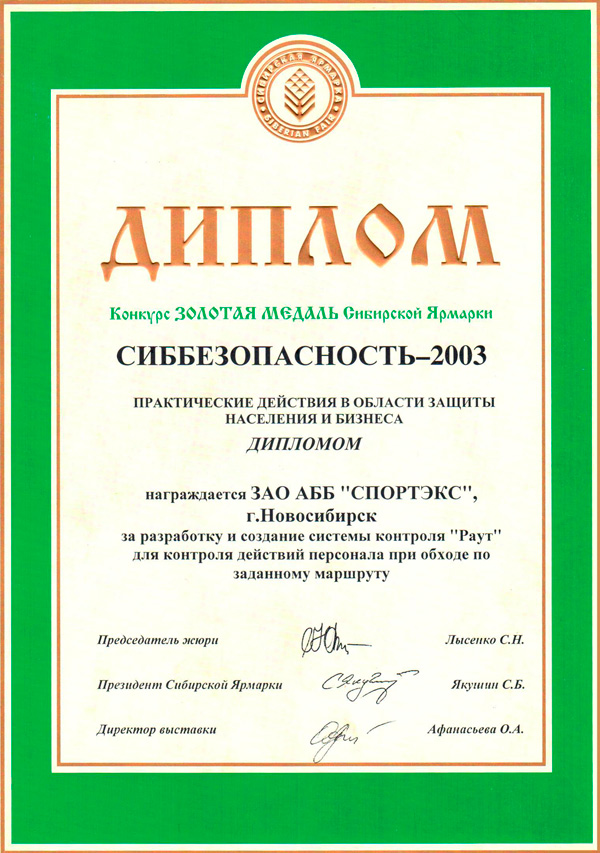 СИБИРСКАЯ ЯРМАРКА
SIBERIAN FAIR
ДИПЛОМ
Конкурс ЗОЛОТАЯ МЕДАЛЬ Сибирской Ярмарки
СИББЕЗОПАСНОСТЬ–2003
ПРАКТИЧЕСКИЕ ДЕЙСТВИЯ В ОБЛАСТИ ЗАЩИТЫ
НАСЕЛЕНИЯ И БИЗНЕСА
ДИПЛОМОМ
награждается ЗАО АББ "СПОРТЭКС",
г.Новосибирск
за разработку и создание системы контроля "Раут"
для контроля действий персонала при обходе по
заданному маршруту
Председатель жюри Лысенко С.Н.
Президент Сибирской Ярмарки Якушин С.Б.
Директор выставки Афанасьева О.А.